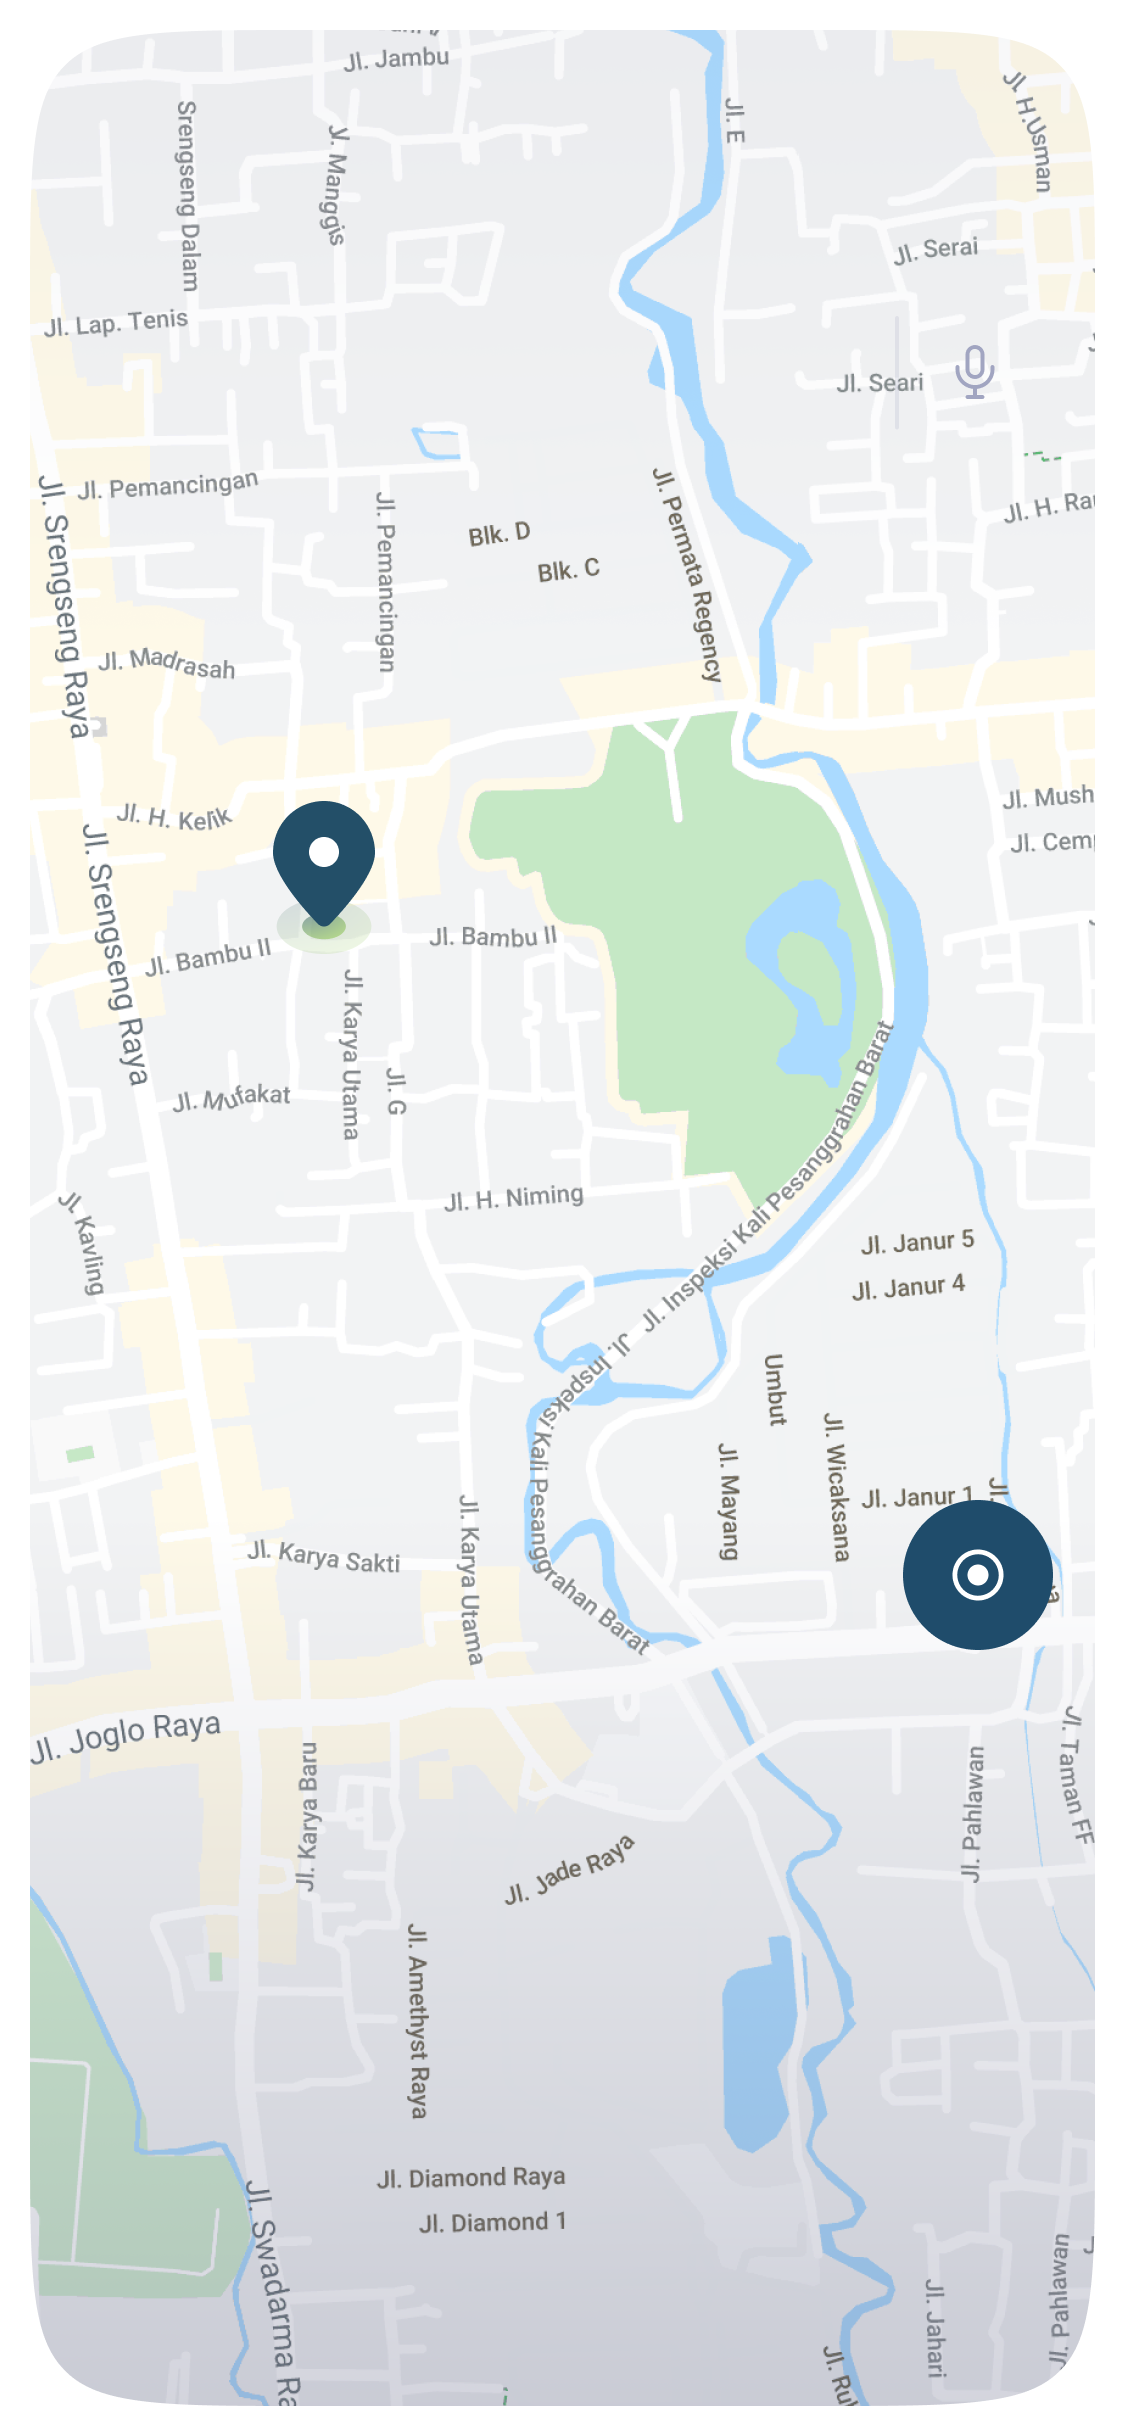 Jl. Jambu
Jl. E
Jl. H.Usman
Srengseng Dalam
Manggis
Jl. Serai
Jl. Lap. Tenis
Jl. Seari
Jl. Pemancingan
Jl. Srengseng Raya
Jl. Pemancingan
Jl. Permata Regency
Jl. H. Rau
Blk. D
Blk. C
Jl. Madrasah
Jl. Mush
Jl. H. Kelik
Jl. Srengseng Raya
Jl. Cemp
Jl. Bambu II
Jl. Bambu II
Jl. Karya Utama
Jl. G
Jl. Inspeksi Kali Pesanggrahan Barat
Jl. Mufakat
Jl. Kavling
Jl. H. Niming
Jl. Janur 5
Jl. Janur 4
Jl. Inspeksi Kali Pesanggrahan Barat
Umbut
Jl. Wicaksana
Jl. Mayang
Jl. Janur 1
Jl.
Jl. Karya Utama
Jl. Karya Sakti
Jl. Joglo Raya
Jl. Karya Baru
Jl. Taman FF
Jl. Pahlawan
Jl. Jade Raya
Jl. Amethyst Raya
Jl. Diamond Raya
Jl. Diamond 1
Jl. Swadarma Ra
Jl. Pahlawan
Jl. Jahari
Jl. Rul